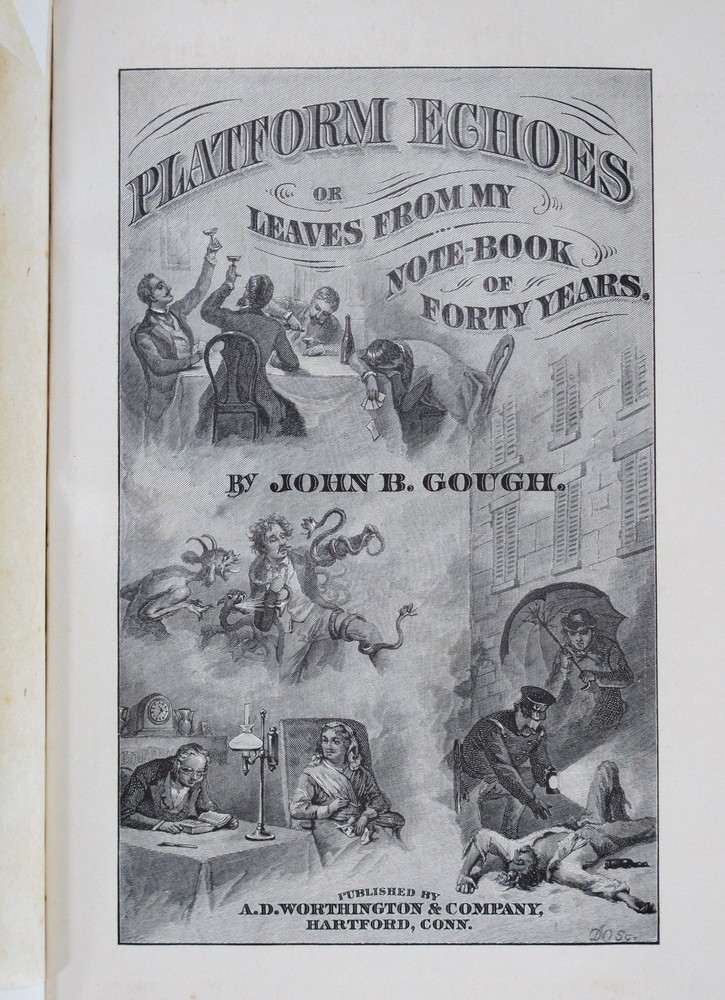 PLATFORM ECHOES
OR
LEAVES FROM MY
NOTE-BOOK
OF
FORTY YEARS.
BY JOHN B. GOUGH.
PUBLISHED BY
A.D. WORTHINGTON & COMPANY,
HARTFORD, CONN.